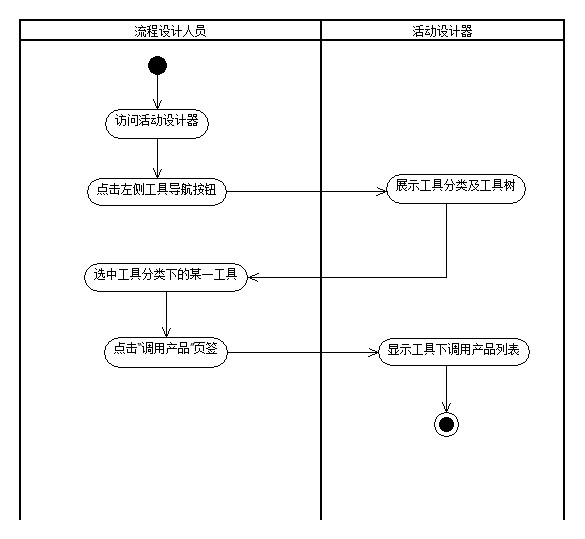 流程设计人员
活动设计器
访问活动设计器
点击左侧工具导航按钮
展示工具分类及工具树
选中工具分类下的某一工具
点击“调用产品”页签
显示工具下调用产品列表